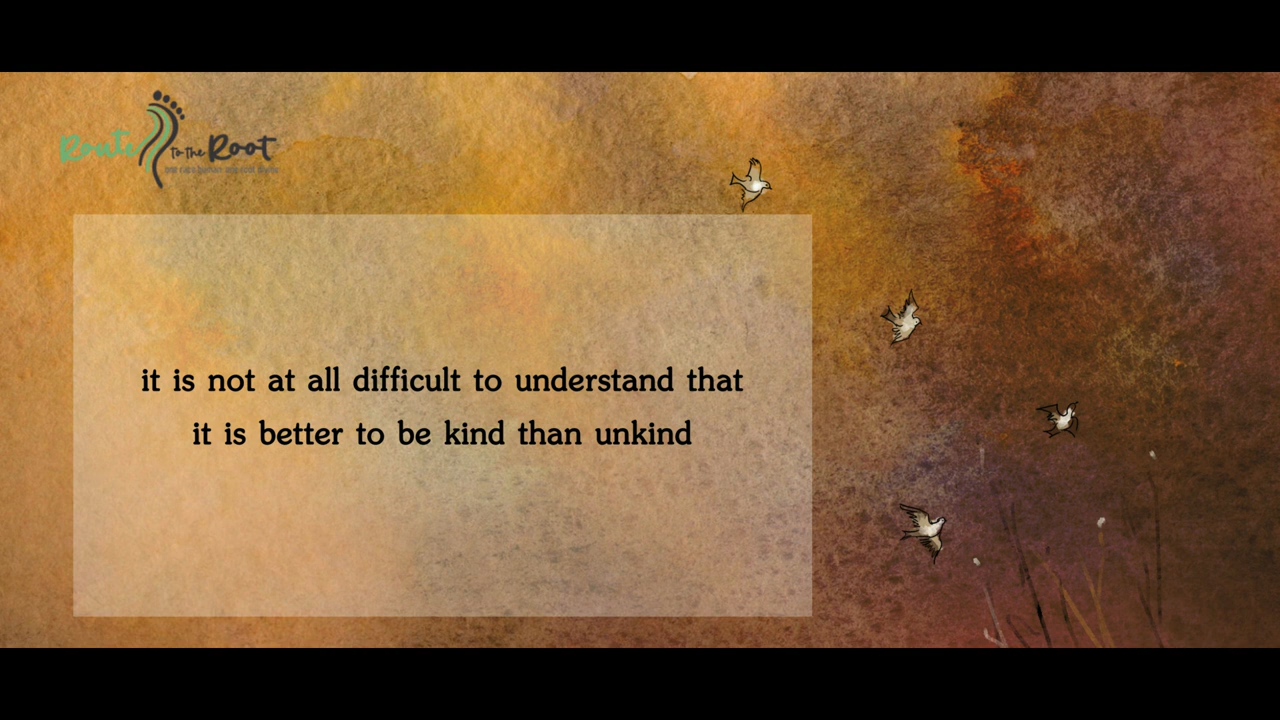 Route to the Root
it is not at all difficult to understand that
it is better to be kind than unkind